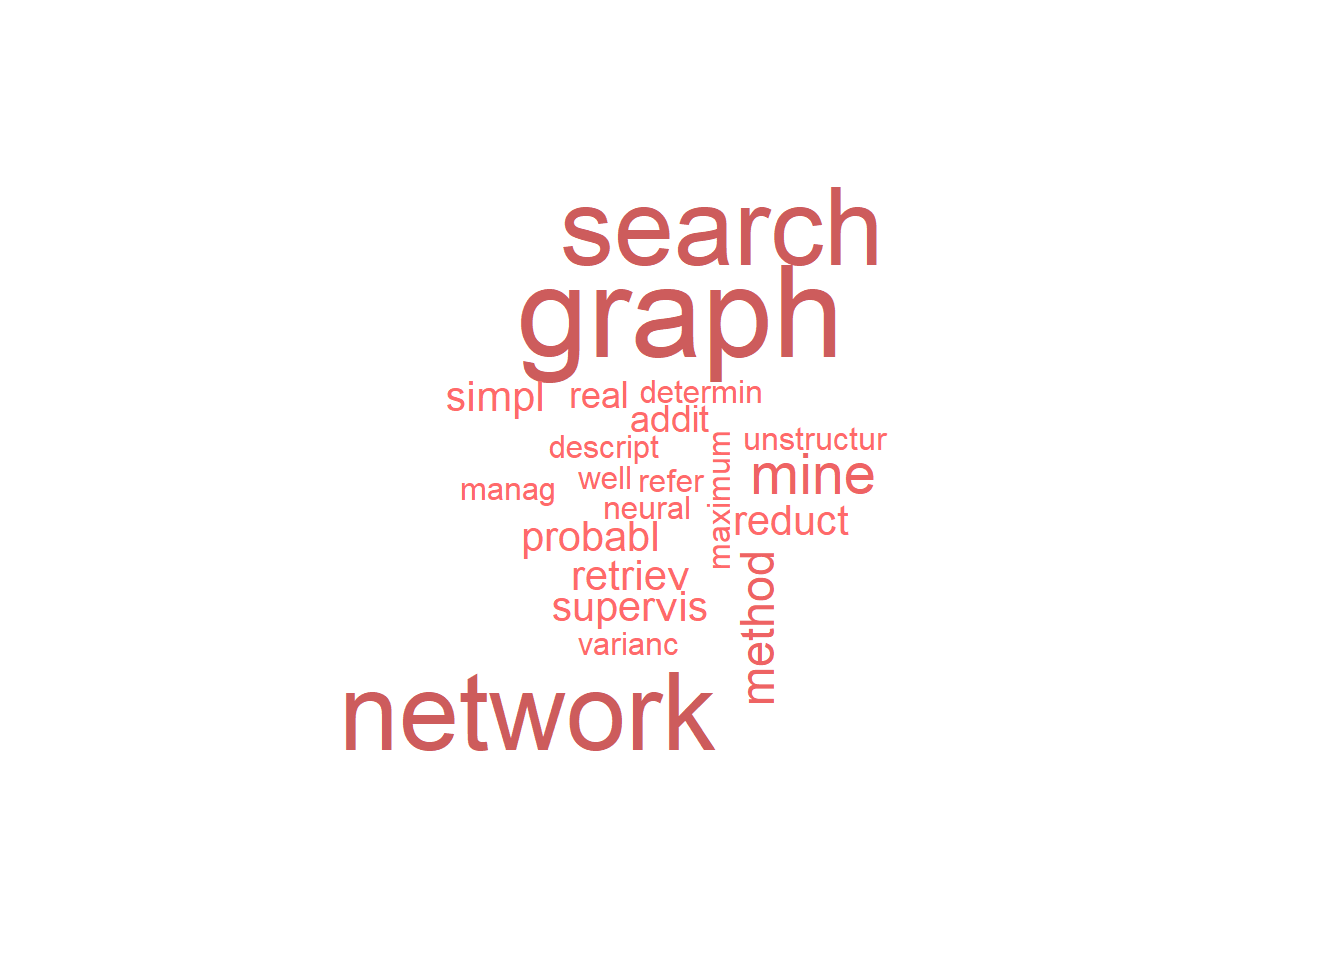 search
graph
simpl real determin
addit
descript unstructur
well refer mine
manag
neural
probabl reduct
maximum
retriev
supervis
method
varianc
network